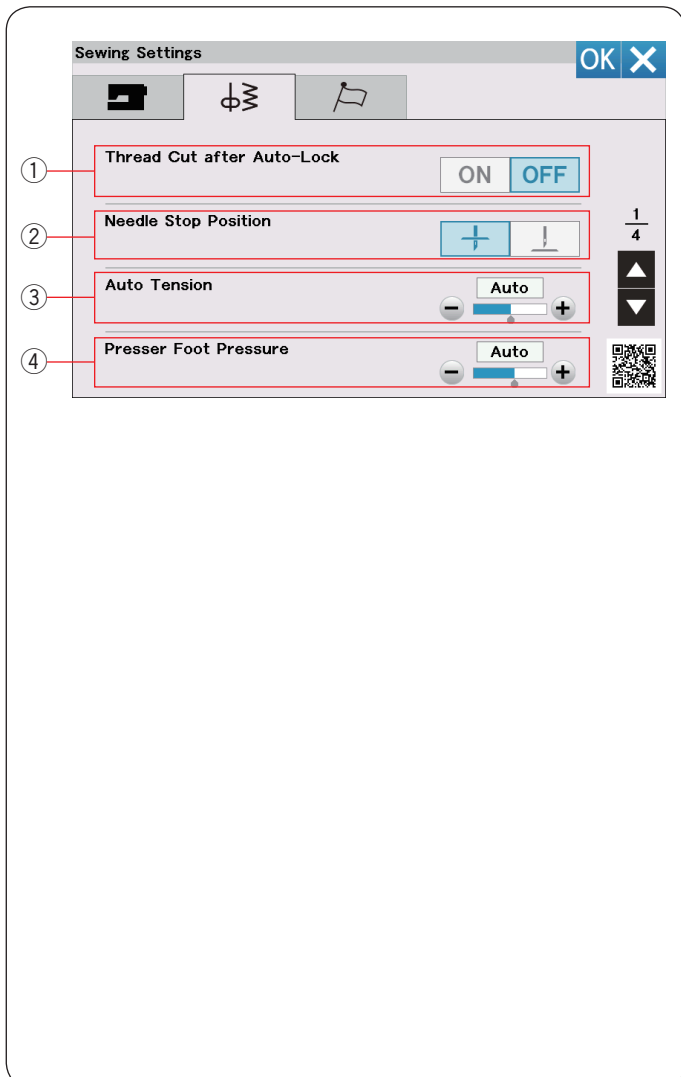 Sewing Settings
OK
① Thread Cut after Auto-Lock
ON OFF
② Needle Stop Position
1
4
③ Auto Tension
Auto
④ Presser Foot Pressure
Auto